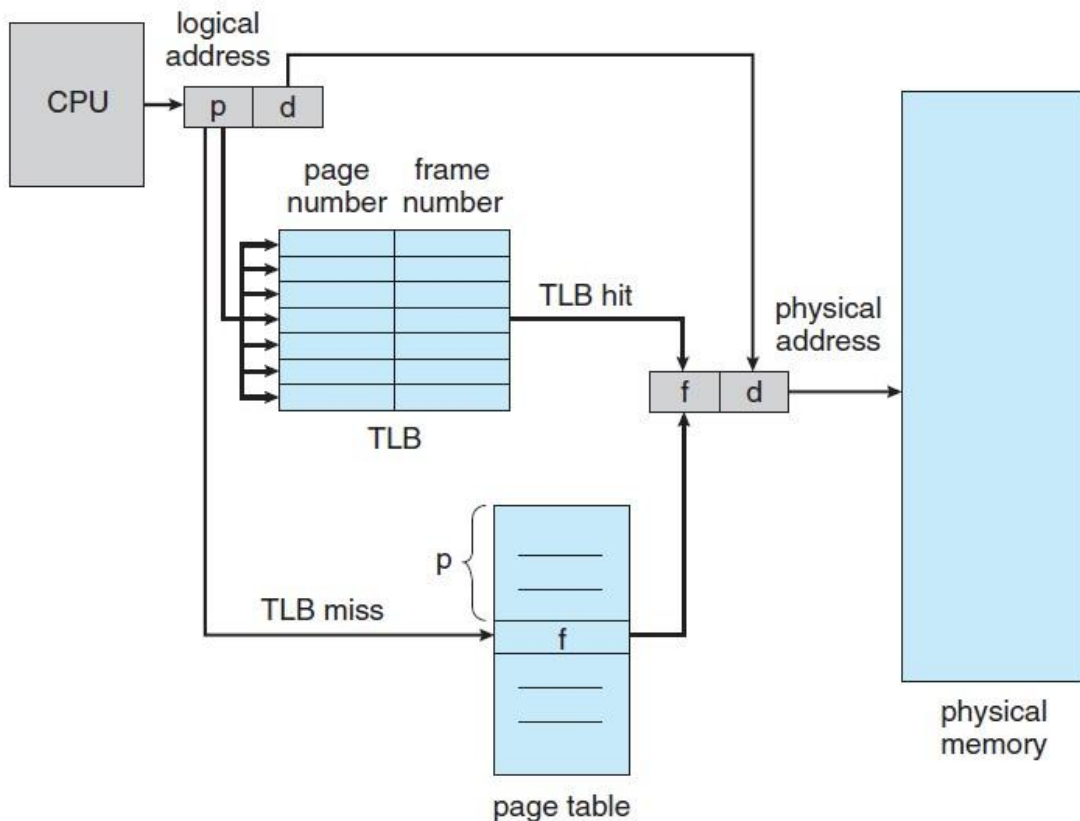 logical
address
CPU
p d
page
number
frame
number
TLB hit
physical
address
f d
TLB
p
TLB miss
f
physical
memory
page table